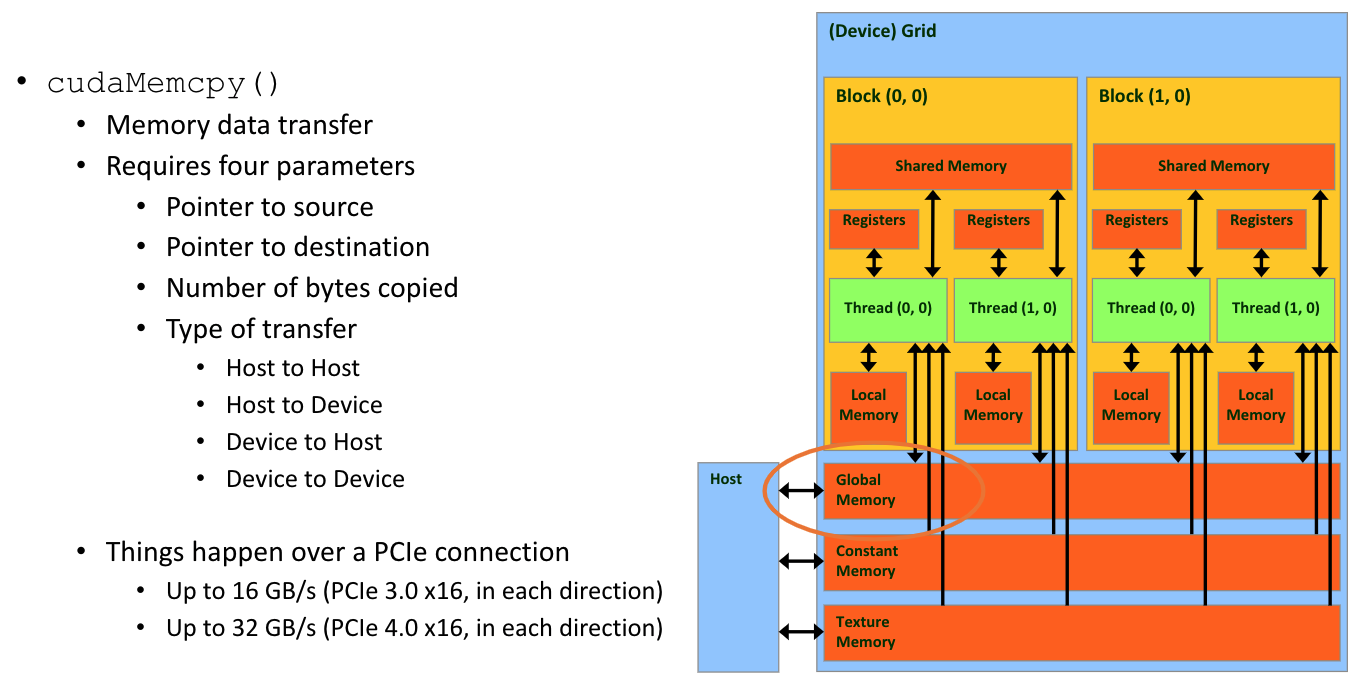 • cudaMemcpy()
• Memory data transfer
• Requires four parameters
• Pointer to source
• Pointer to destination
• Number of bytes copied
• Type of transfer
• Host to Host
• Host to Device
• Device to Host
• Device to Device
• Things happen over a PCIe connection
• Up to 16 GB/s (PCIe 3.0 x16, in each direction)
• Up to 32 GB/s (PCIe 4.0 x16, in each direction)
(Device) Grid
Block (0, 0)
Shared Memory
Registers
Registers
Thread (0, 0)
Thread (1, 0)
Local
Memory
Local
Memory
Block (1, 0)
Shared Memory
Registers
Registers
Thread (0, 0)
Thread (1, 0)
Local
Memory
Local
Memory
Host
Global
Memory
Constant
Memory
Texture
Memory